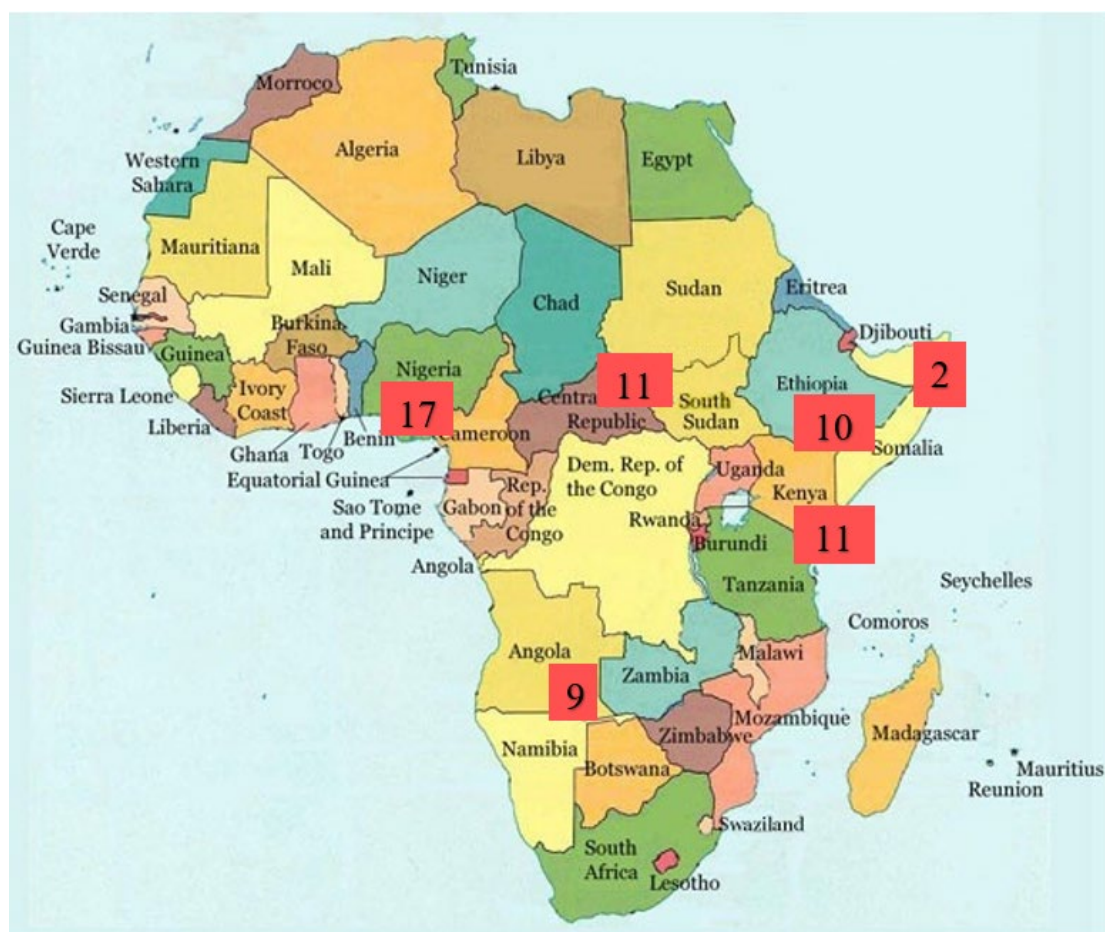 Tunisia
Morroco
Algeria
Libya
Egypt
Western
Sahara
Cape
Verde
Mauritiana
Mali
Niger
Chad
Sudan
Eritrea
Senegal
Gambia
Guinea Bissau
Guinea
Burkina
Faso
Djibouti
Nigeria
Sierra Leone
Ivory
Coast
Liberia
17
Centra
Republic
11
South
Sudan
Ethiopia
2
10
Somalia
Ghana
Togo
Benin
Cameroon
Equatorial Guinea
Sao Tome
and Principe
Gabon
Rep.
of the
Congo
Dem. Rep. of
the Congo
Uganda
Kenya
Rwanda
Burundi
11
Angola
Tanzania
Seychelles
Comoros
Angola
9
Zambia
Malawi
Mozambique
Zimbabwe
Namibia
Botswana
Madagascar
Mauritius
Reunion
Swaziland
South
Africa
Lesotho